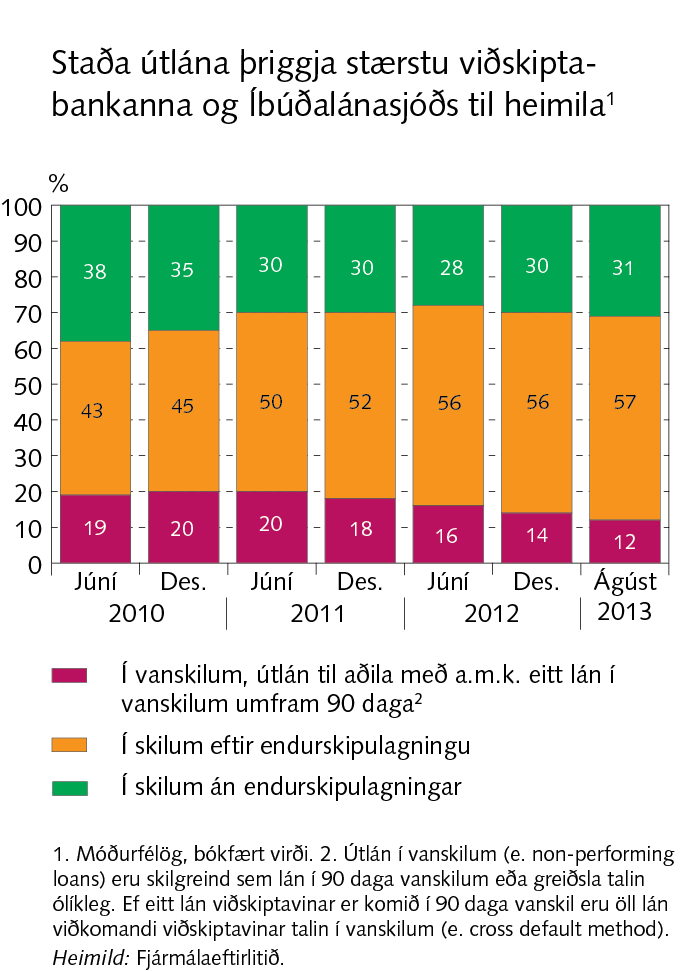 Staða útlána þriggja stærstu viðskipta-
bankanna og Íbúðalánasjóðs til heimila¹
%
100
90
80
70
60
50
40
30
20
10
0
38 35 30 30 28 30 31
43 45 50 52 56 56 57
19 20 20 18 16 14 12
Júní Des. Júní Des. Júní Des. Ágúst
2010 2011 2012 2013
Í vanskilum, útlán til aðila með a.m.k. eitt lán í
vanskilum umfram 90 daga²
Í skilum eftir endurskipulagningu
Í skilum án endurskipulagningar
1. Móðurfélög, bókfært virði. 2. Útlán í vanskilum (e. non-performing
loans) eru skilgreind sem lán í 90 daga vanskilum eða greiðsla talin
ólíkleg. Ef eitt lán viðskiptavinar er komið í 90 daga vanskil eru öll lán
viðkomandi viðskiptavinar talin í vanskilum (e. cross default method).
Heimild: Fjármálaeftirlitið.